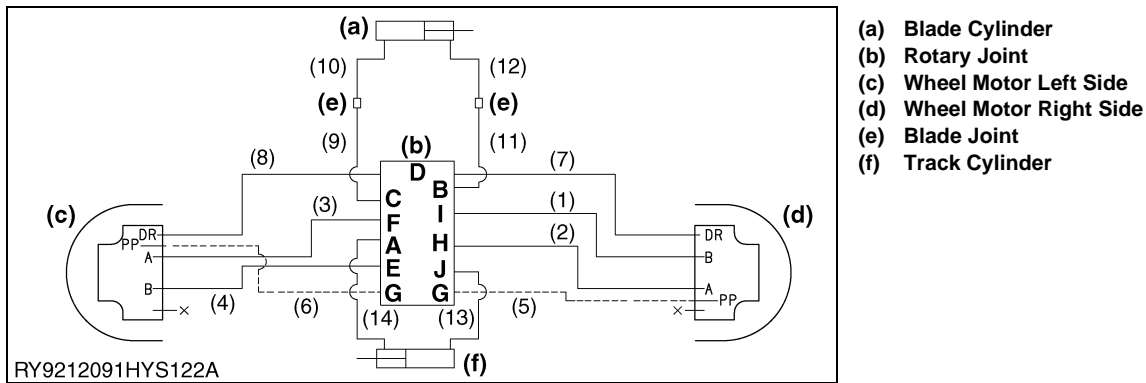 (a)
(10)
(12)
(e)
(e)
(9)
(b)
(11)
(8)
D
(7)
B
C
(c)
(3)
I
(1)
(d)
F
DR
PP
A
H
(2)
DR
A
B
E
J
A
B
(4)
(6)
G
G
(5)
PP
×
(14)
(13)
×
(f)
RY9212091HYS122A
(a) Blade Cylinder
(b) Rotary Joint
(c) Wheel Motor Left Side
(d) Wheel Motor Right Side
(e) Blade Joint
(f) Track Cylinder